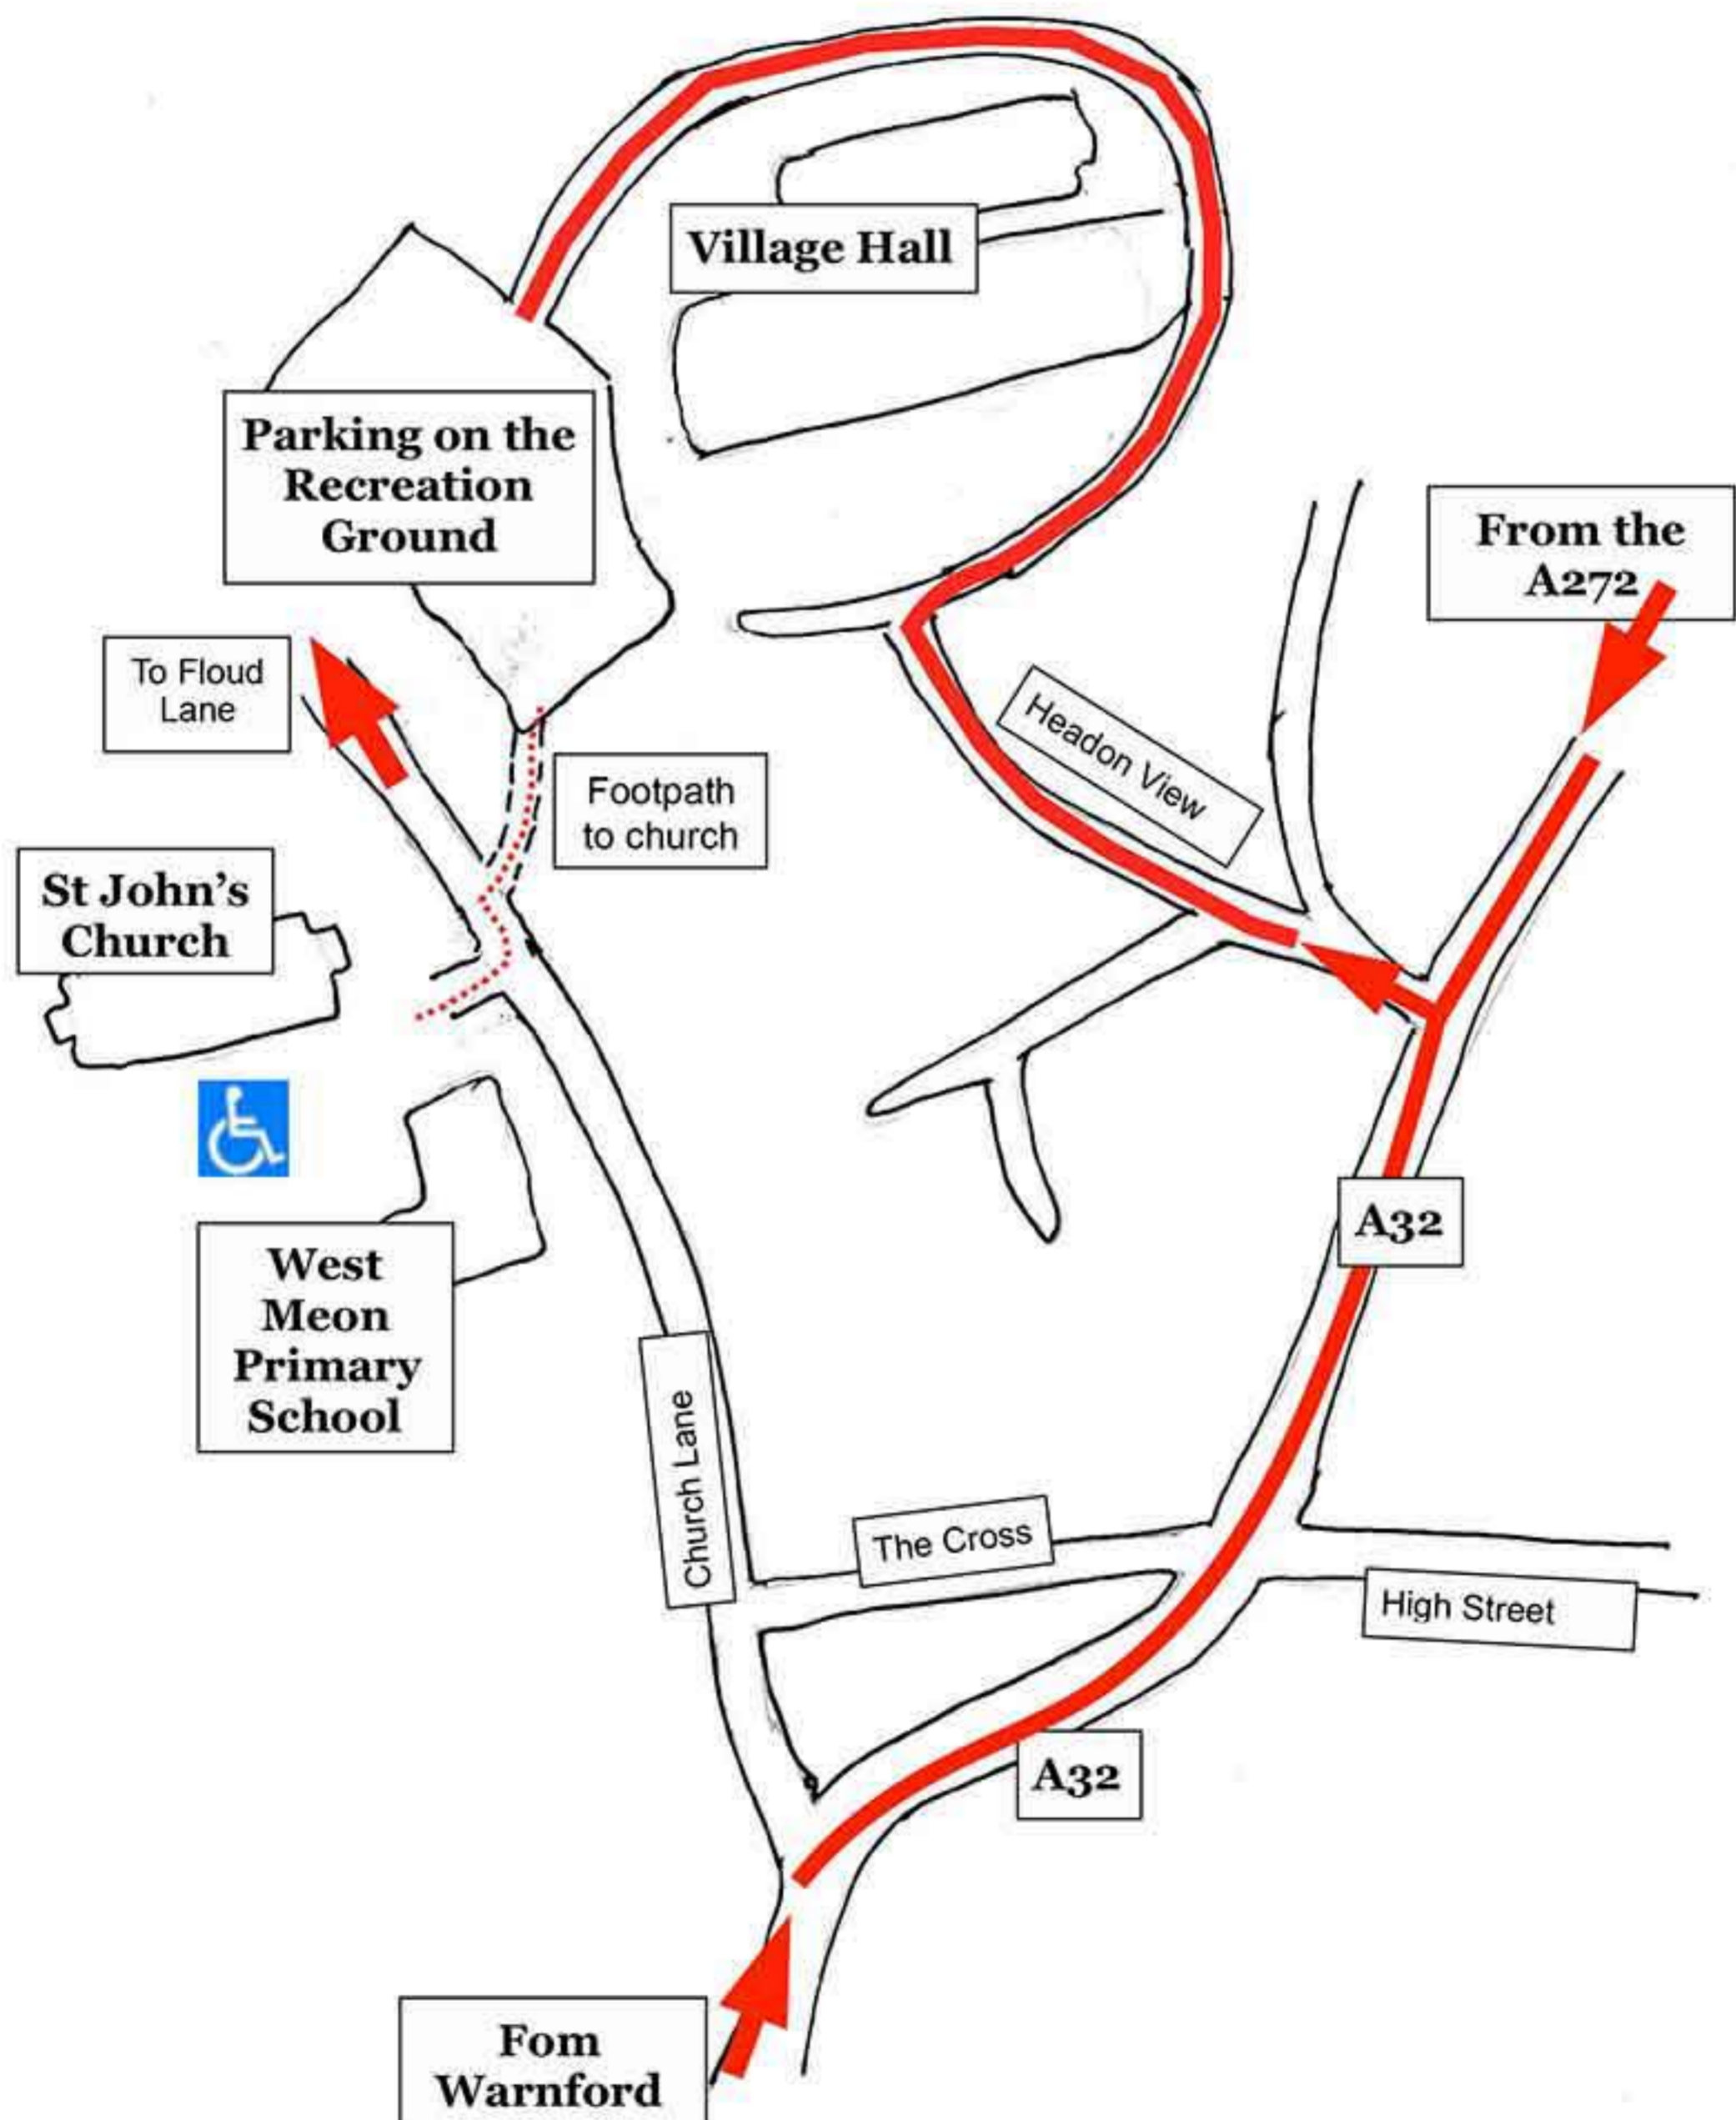 Village Hall
Parking on the
Recreation
Ground
From the
A272
To Floud
Lane
Headon View
Footpath
to church
St John's
Church
A32
West
Meon
Primary
School
Church Lane
The Cross
High Street
A32
Fom
Warnford